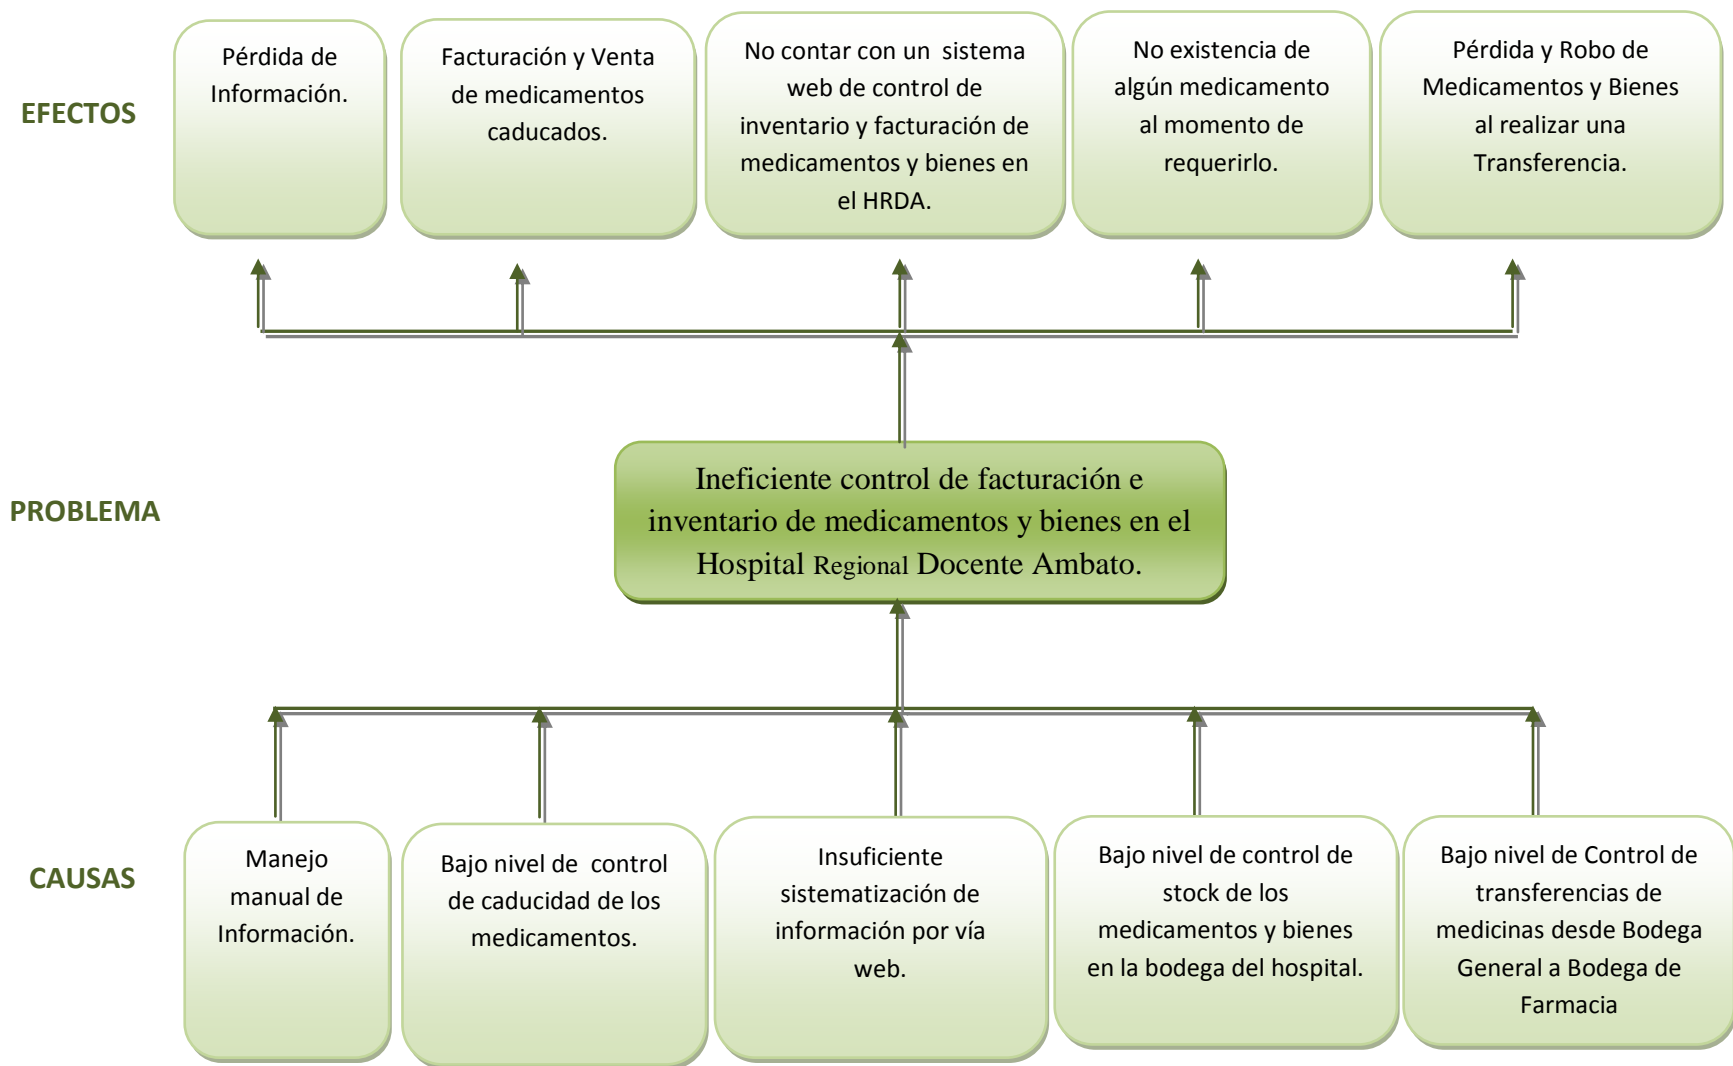 EFECTOS
Pérdida de
Información.
Facturación y Venta
de medicamentos
caducados.
No contar con un  sistema
web de control de
inventario y facturación de
medicamentos y bienes en
el HRDA.
No existencia de
algún medicamento
al momento de
requerirlo.
Pérdida y Robo de
Medicamentos y Bienes
al realizar una
Transferencia.
PROBLEMA
Ineficiente control de facturación e
inventario de medicamentos y bienes en el
Hospital Regional Docente Ambato.
CAUSAS
Manejo
manual de
Información.
Bajo nivel de  control
de caducidad de los
medicamentos.
Insuficiente
sistematización de
información por vía
web.
Bajo nivel de control de
stock de los
medicamentos y bienes
en la bodega del hospital.
Bajo nivel de Control de
transferencias de
medicinas desde Bodega
General a Bodega de
Farmacia